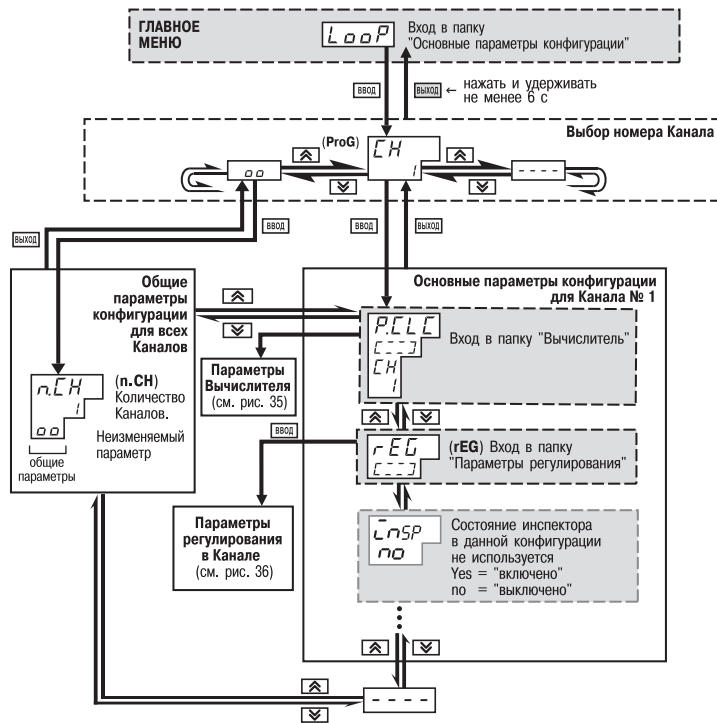 ГЛАВНОЕ
МЕНЮ
LooP
Вход в папку
"Основные параметры конфигурации"
ВВОД
ВЫХОД
← нажать и удерживать
не менее 6 с
Выбор номера Канала
(ProG)
CH
1
oo
- - - -
ВЫХОД
ВВОД
ВВОД
ВЫХОД
Общие
параметры
конфигурации
для всех
Каналов
n.CH
1
oo
(n.CH)
Количество
Каналов.
Неизменяемый
параметр
общие
параметры
Основные параметры конфигурации
для Канала № 1
P.CLC
[---]
CH
1
Вход в папку "Вычислитель"
Параметры
Вычислителя
(см. рис. 35)
ВВОД
rEG
[---]
(rEG) Вход в папку
"Параметры регулирования"
Параметры
регулирования
в Канале
(см. рис. 36)
inSP
no
Состояние инспектора
в данной конфигурации
не используется
Yes = "включено"
no = "выключено"
- - - -